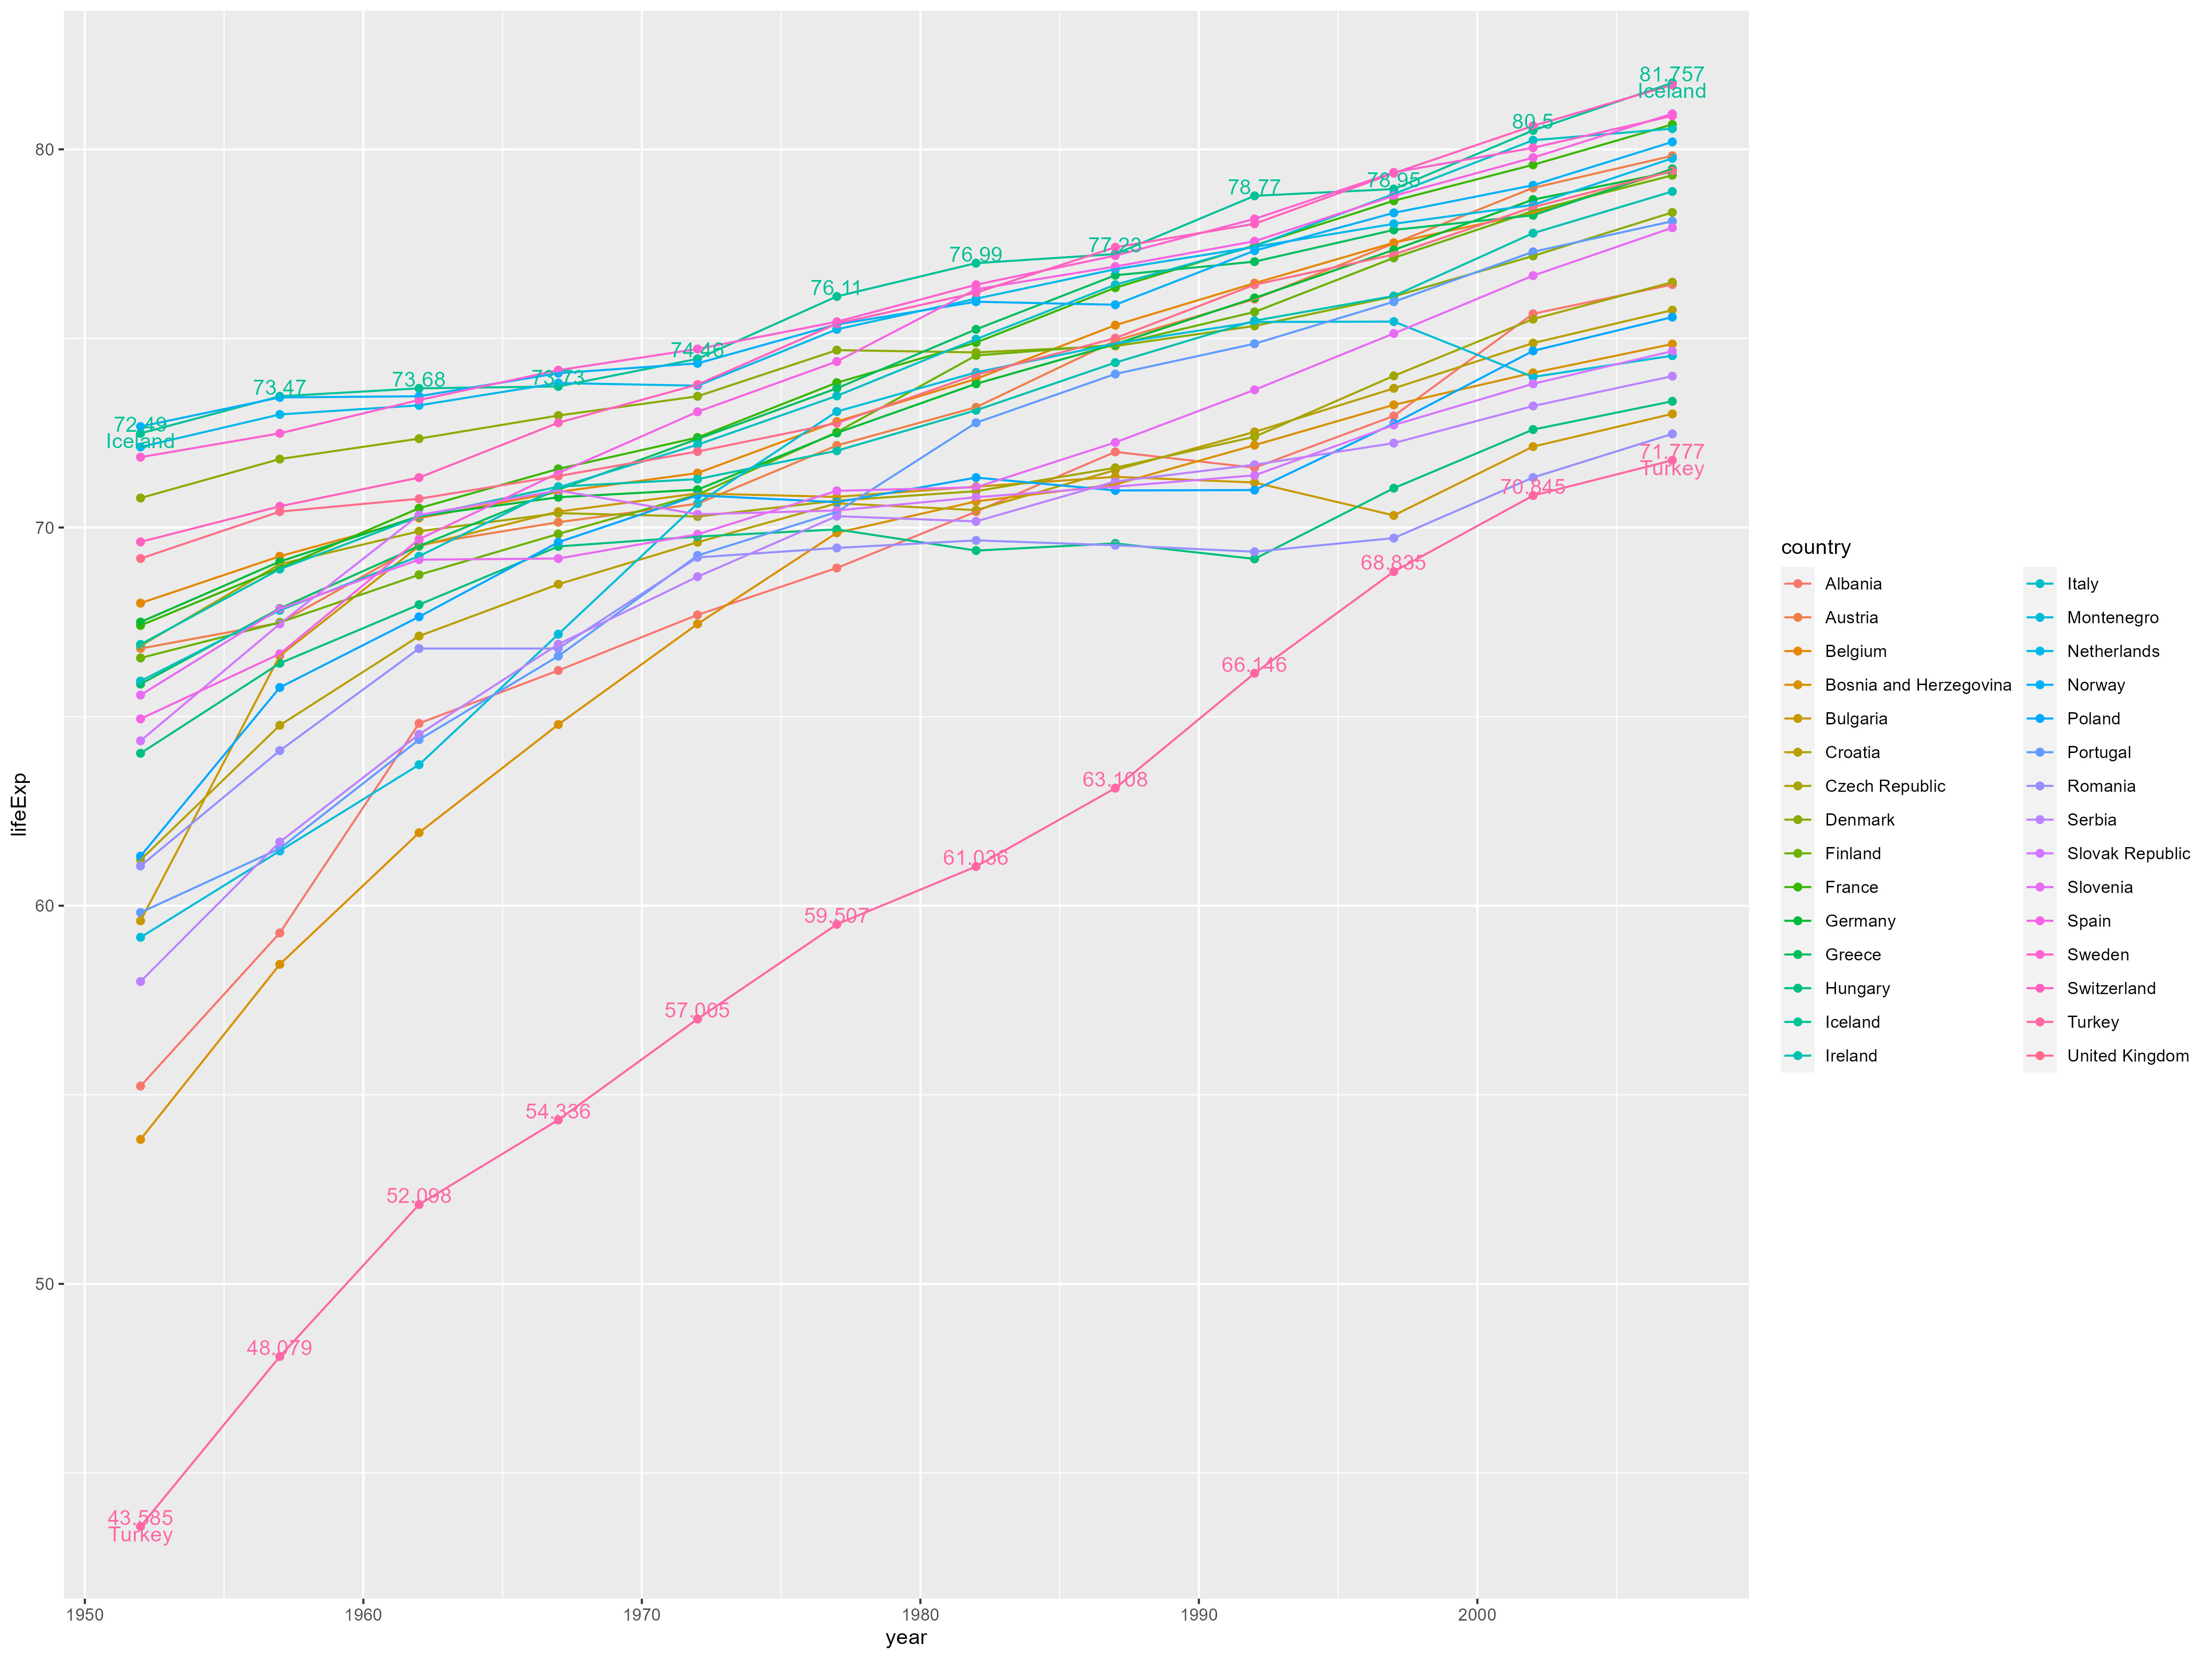 81.757
Iceland
80.5
80
78.77
78.95
77.23
76.99
76.11
74.46
73.73
73.68
73.47
72.49
Iceland
71.777
Turkey
70.845
70
68.835
66.146
63.108
61.036
60
59.507
57.005
54.336
52.098
50
48.079
43.585
Turkey
lifeExp
1950 1960 1970 1980 1990 2000
year
country
Albania
Austria
Belgium
Bosnia and Herzegovina
Bulgaria
Croatia
Czech Republic
Denmark
Finland
France
Germany
Greece
Hungary
Iceland
Ireland
Italy
Montenegro
Netherlands
Norway
Poland
Portugal
Romania
Serbia
Slovak Republic
Slovenia
Spain
Sweden
Switzerland
Turkey
United Kingdom